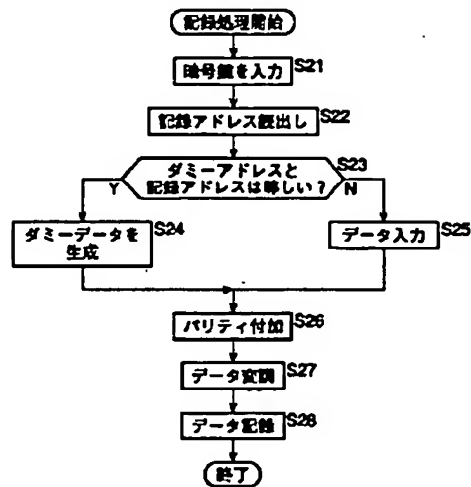 記録処理開始
暗号鍵を入力 S21
記録アドレス読出し S22
ダミーアドレスと S23
記録アドレスは等しい?
Y N
ダミーデータを S24
生成
データ入力 S25
パリティ付加 S26
データ変調 S27
データ記録 S28
終了